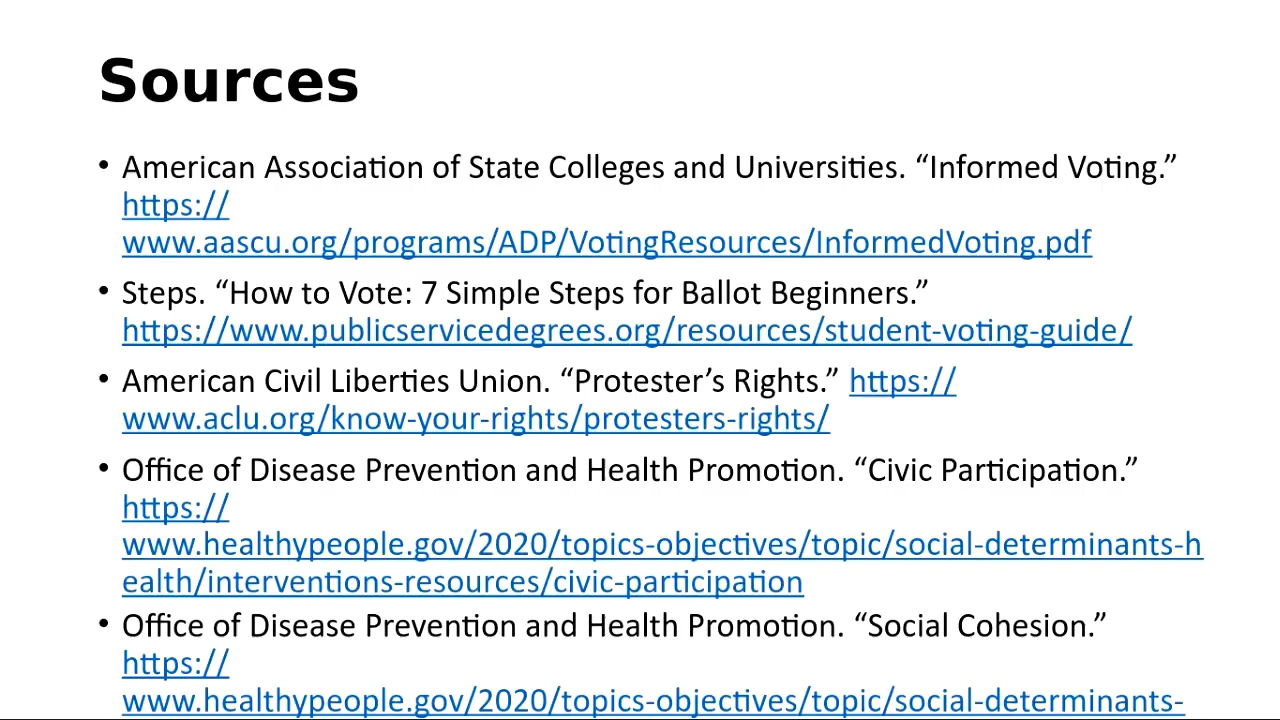 Sources
• American Association of State Colleges and Universities. “Informed Voting.”
https://
www.aascu.org/programs/ADP/VotingResources/InformedVoting.pdf
• Steps. “How to Vote: 7 Simple Steps for Ballot Beginners.”
https://www.publicservicedegrees.org/resources/student-voting-guide/
• American Civil Liberties Union. “Protester’s Rights.” https://
www.aclu.org/know-your-rights/protesters-rights/
• Office of Disease Prevention and Health Promotion. “Civic Participation.”
https://
www.healthypeople.gov/2020/topics-objectives/topic/social-determinants-h
ealth/interventions-resources/civic-participation
• Office of Disease Prevention and Health Promotion. “Social Cohesion.”
https://
www.healthypeople.gov/2020/topics-objectives/topic/social-determinants-